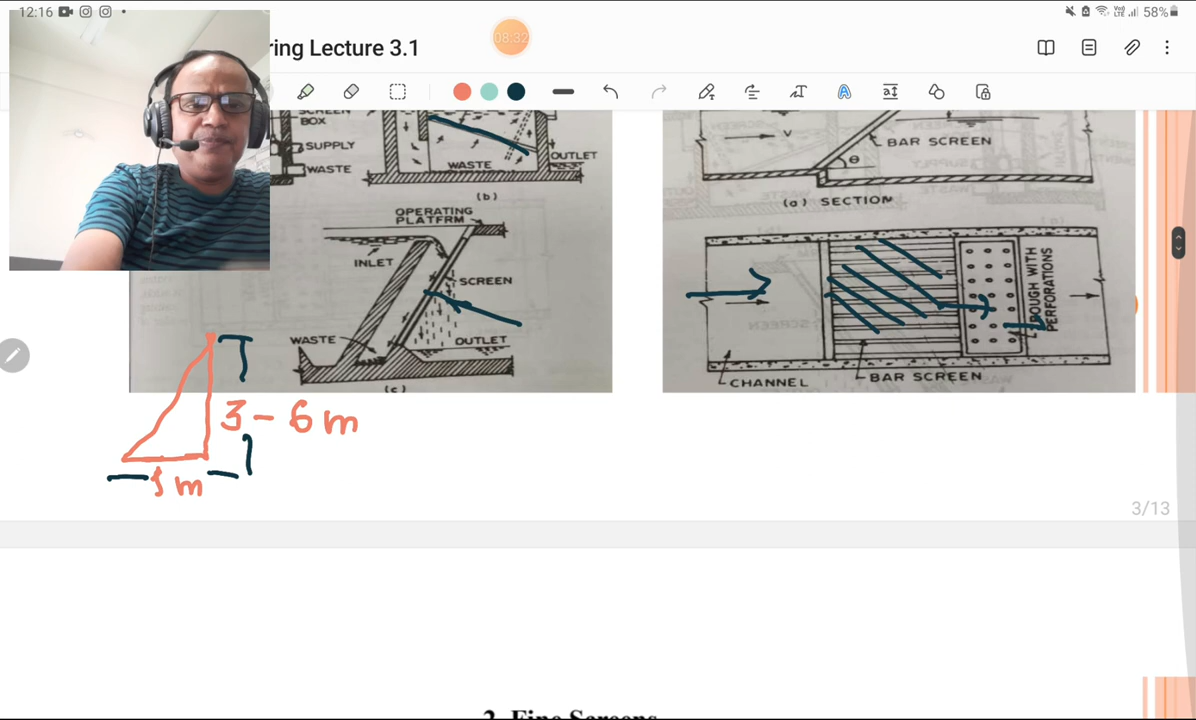 12:16
58%
ring Lecture 3.1
08:32
SCREEN
BOX
SUPPLY
WASTE
WASTE
OUTLET
(b)
OPERATING
PLATFRM
INLET
SCREEN
WASTE
OUTLET
(c)
V
BAR SCREEN
θ
(a) SECTION
TROUGH WITH
PERFORATIONS
CHANNEL
BAR SCREEN
3 - 6 m
1 m
3/13
2. Fine Screens